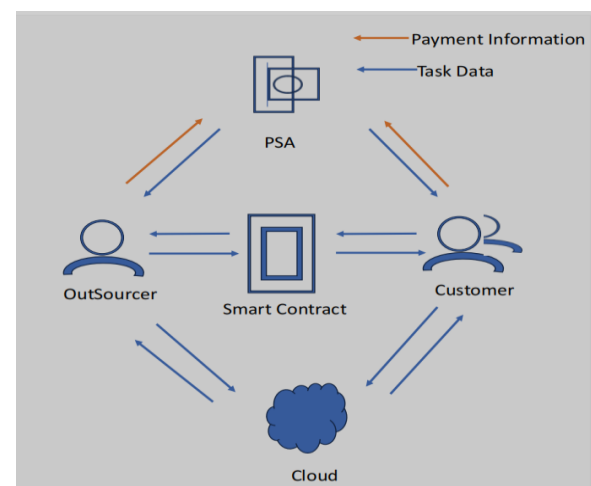 Payment Information
Task Data
PSA
OutSourcer
Smart Contract
Customer
Cloud